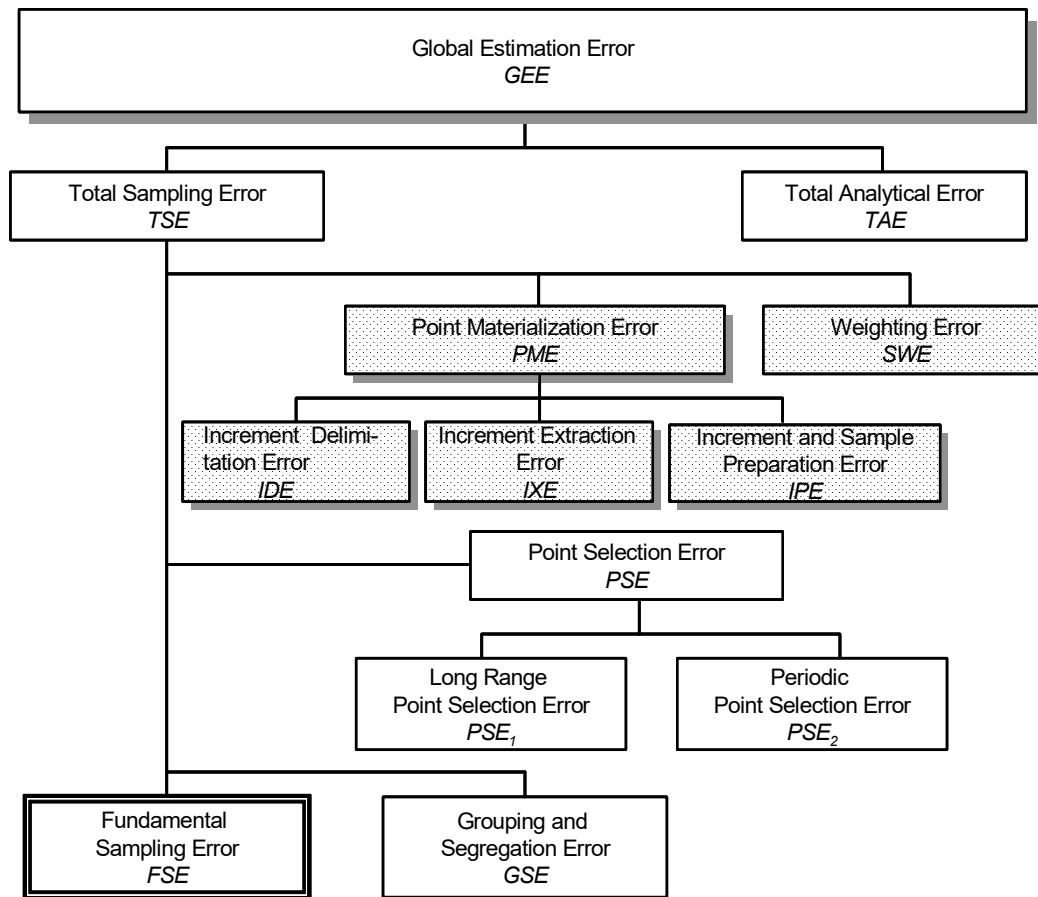 Global Estimation Error
GEE
Total Sampling Error
TSE
Total Analytical Error
TAE
Point Materialization Error
PME
Weighting Error
SWE
Increment Delimi-
tation Error
IDE
Increment Extraction
Error
IXE
Increment and Sample
Preparation Error
IPE
Point Selection Error
PSE
Long Range
Point Selection Error
PSE1
Periodic
Point Selection Error
PSE2
Fundamental
Sampling Error
FSE
Grouping and
Segregation Error
GSE